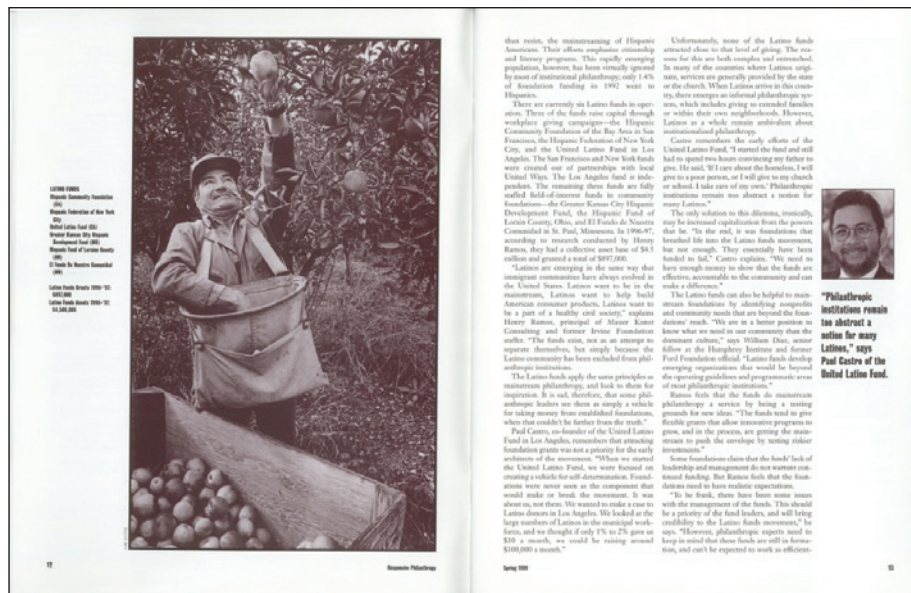 LATINO FUNDS
Hispanic Community Foundation
(CA)
Hispanic Federation of New York
City
United Latino Fund (CA)
Greater Kansas City Hispanic
Development Fund (MO)
Hispanic Fund of Lorain County
(OH)
El Fondo De Nuestra Comunidad
(MN)
Latino Funds Grants 1996-'97:
$897,000
Latino Funds Assets 1996-'97:
$4,500,000
12
Responsive Philanthropy
than resist, the mainstreaming of Hispanic
Americans. Their efforts emphasize citizenship
and literacy programs. This rapidly emerging
population, however, has been virtually ignored
by most of institutional philanthropy; only 1.4%
of foundation funding in 1992 went to
Hispanics.
There are currently six Latino funds in oper-
ation. Three of the funds raise capital through
workplace giving campaigns—the Hispanic
Community Foundation of the Bay Area in San
Francisco, the Hispanic Federation of New York
City, and the United Latino Fund in Los
Angeles. The San Francisco and New York funds
were created out of partnerships with local
United Ways. The Los Angeles fund is inde-
pendent. The remaining three funds are fully
staffed field-of-interest funds in community
foundations—the Greater Kansas City Hispanic
Development Fund, the Hispanic Fund of
Lorain County, Ohio, and El Fondo de Nuestra
Comunidad in St. Paul, Minnesota. In 1996-97,
according to research conducted by Henry
Ramos, they had a collective asset base of $4.5
million and granted a total of $897,000.
"Latinos are emerging in the same way that
immigrant communities have always evolved in
the United States. Latinos want to be in the
mainstream, Latinos want to help build
American consumer products, Latinos want to
be a part of a healthy civil society," explains
Henry Ramos, principal of Mauer Kunst
Consulting and former Irvine Foundation
staffer. "The funds exist, not as an attempt to
separate themselves, but simply because the
Latino community has been excluded from phil-
anthropic institutions.
The Latino funds apply the same principles as
mainstream philanthropy, and look to them for
inspiration. It is sad, therefore, that some phil-
anthropic leaders see them as simply a vehicle
for taking money from established foundations,
when that couldn't be farther from the truth."
Paul Castro, co-founder of the United Latino
Fund in Los Angeles, remembers that attracting
foundation grants was not a priority for the early
architects of the movement. "When we started
the United Latino Fund, we were focused on
creating a vehicle for self-determination. Found-
ations were never seen as the component that
would make or break the movement. It was
about us, not them. We wanted to make a case to
Latino donors in Los Angeles. We looked at the
large numbers of Latinos in the municipal work-
force, and we thought if only 1% to 2% gave us
$10 a month, we could be raising around
$100,000 a month."
Unfortunately, none of the Latino funds
attracted close to that level of giving. The rea-
sons for this are both complex and entrenched.
In many of the countries where Latinos origi-
nate, services are generally provided by the state
or the church. When Latinos arrive in this coun-
try, there emerges an informal philanthropic sys-
tem, which includes giving to extended families
or within their own neighborhoods. However,
Latinos as a whole remain ambivalent about
institutionalized philanthropy.
Castro remembers the early efforts of the
United Latino Fund, "I started the fund and still
had to spend two hours convincing my father to
give. He said, 'If I care about the homeless, I will
give to a poor person, or I will give to my church
or school. I take care of my own.' Philanthropic
institutions remain too abstract a notion for
many Latinos."
The only solution to this dilemma, ironically,
may be increased capitalization from the powers
that be. "In the end, it was foundations that
breathed life into the Latino funds movement,
but not enough. They essentially have been
funded to fail," Castro explains. "We need to
have enough money to show that the funds are
effective, accountable to the community and can
make a difference."
The Latino funds can also be helpful to main-
stream foundations by identifying nonprofits
and community needs that are beyond the foun-
dations' reach. "We are in a better position to
know what we need in our community than the
dominant culture," says William Diaz, senior
fellow at the Humphrey Institute and former
Ford Foundation official. "Latino funds develop
emerging organizations that would be beyond
the operating guidelines and programmatic areas
of most philanthropic institutions."
Ramos feels that the funds do mainstream
philanthropy a service by being a testing
grounds for new ideas. "The funds tend to give
flexible grants that allow innovative programs to
grow, and in the process, are getting the main-
stream to push the envelope by testing riskier
investments."
Some foundations claim that the funds' lack of
leadership and management do not warrant con-
tinued funding. But Ramos feels that the foun-
dations need to have realistic expectations.
"To be frank, there have been some issues
with the management of the funds. This should
be a priority of the fund leaders, and will bring
credibility to the Latino funds movement," he
says. "However, philanthropic experts need to
keep in mind that these funds are still in forma-
tion, and can't be expected to work as efficient-
"Philanthropic
institutions remain
too abstract a
notion for many
Latinos," says
Paul Castro of the
United Latino Fund.
Spring 1999
13